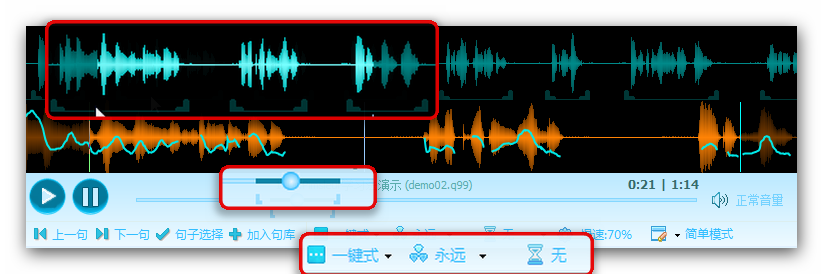 演示 (demo02.q99)
0:21 | 1:14
正常音量
上一句 下一句 句子选择 加入句库 慢速:70% 简单模式
一键式 永远 无